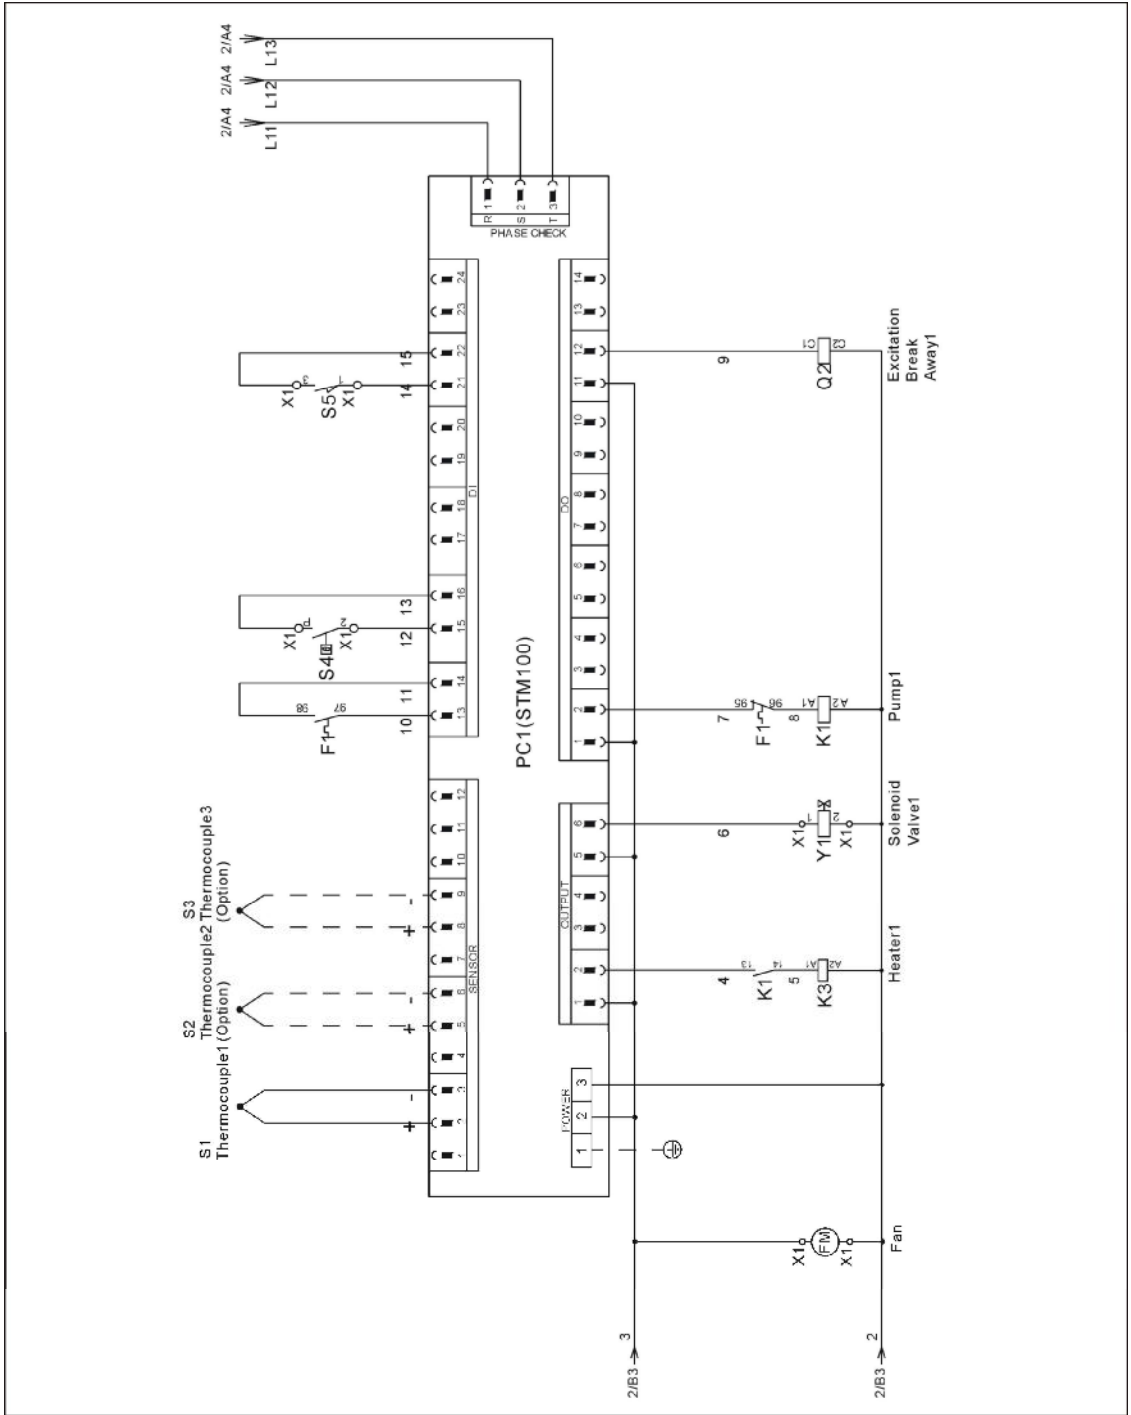 2/A4
L13
2/A4
L12
2/A4
L11
R 1
S 2
T 3
PHASE CHECK
S1
Thermocouple1
S2
Thermocouple2
(Option)
S3
Thermocouple3
(Option)
+ -
+ -
+ -
10
F1
97
98
11
12
X1
S4
2
P
X1
13
14
X1
S5
1
3
X1
15
1 2 3 4 5 6 7 8 9 10 11 12
SENSOR
13 14 15 16 17 18 19 20 21 22 23 24
DI
PC1(STM100)
POWER
1 2 3
OUTPUT
1 2 3 4 5 6
DO
1 2 3 4 5 6 7 8 9 10 11 12 13 14
2/B3
3
2/B3
2
X1
FM
X1
Fan
4
K1
13
14
5
K3
A1
A2
Heater1
6
X1
Y1
1
2
X1
Solenoid
Valve1
7
F1
95
96
8
K1
A1
A2
Pump1
9
Q2
C1
C2
Excitation
Break
Away1